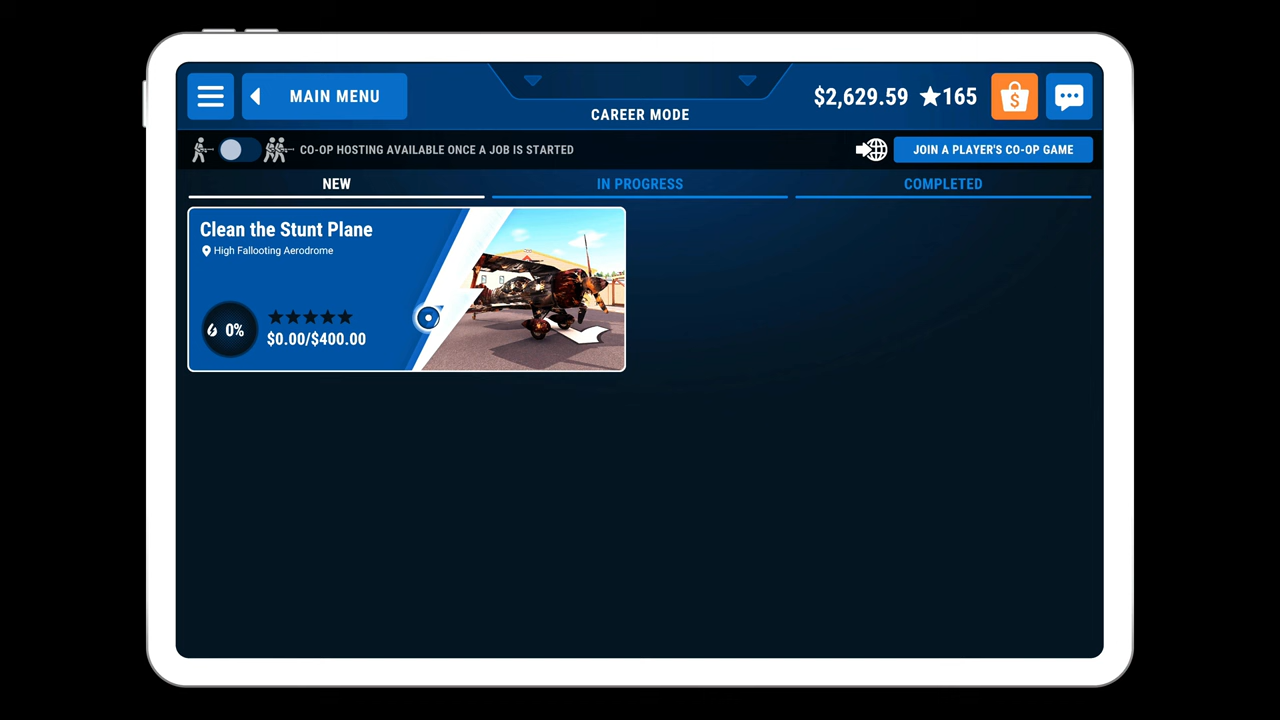 MAIN MENU
CAREER MODE
$2,629.59 ★165
$
CO-OP HOSTING AVAILABLE ONCE A JOB IS STARTED
JOIN A PLAYER'S CO-OP GAME
NEW
IN PROGRESS
COMPLETED
Clean the Stunt Plane
High Fallooting Aerodrome
0%
★★★★★
$0.00/$400.00